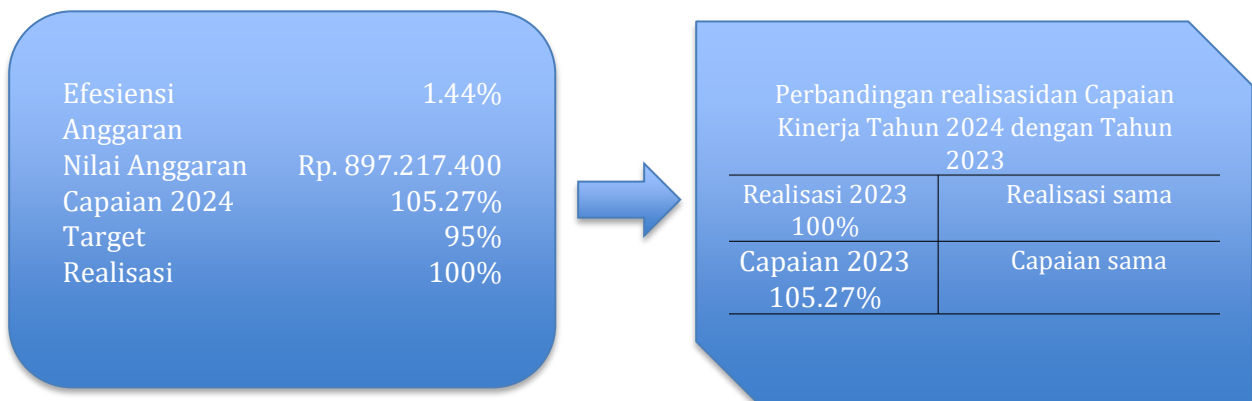 Efesiensi 1.44%
Anggaran
Nilai Anggaran Rp. 897.217.400
Capaian 2024 105.27%
Target 95%
Realisasi 100%
Perbandingan realisasidan Capaian
Kinerja Tahun 2024 dengan Tahun
2023
Realisasi 2023 Realisasi sama
100%
Capaian 2023 Capaian sama
105.27%